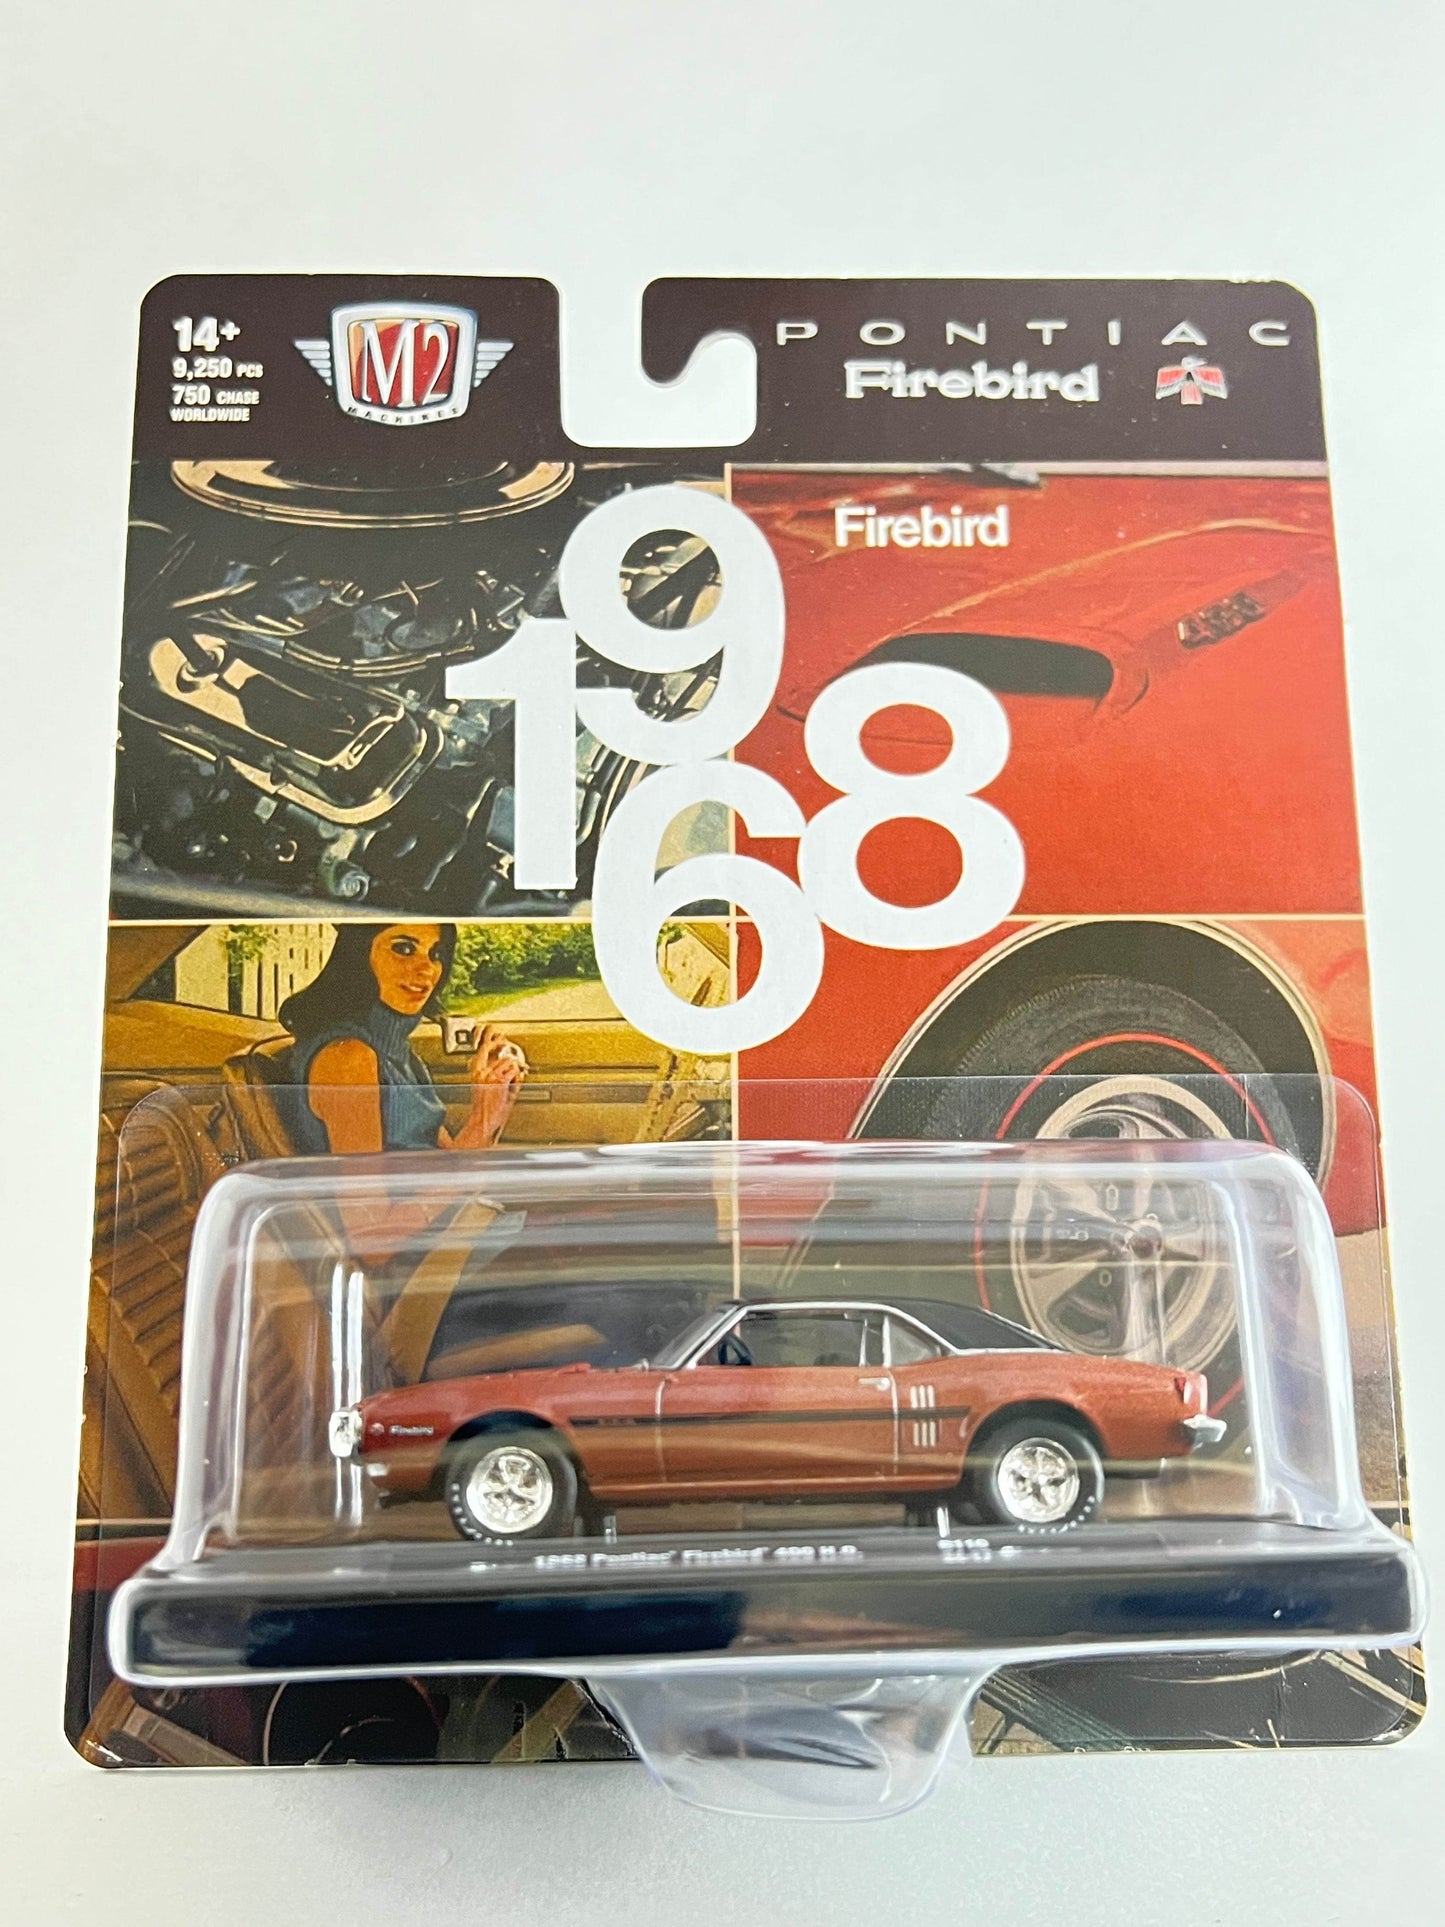 14+
9,250 PCS
750 CHASE
WORLDWIDE
M2
MACHINES
PONTIAC
Firebird
Firebird
1968
Firebird
1968 Pontiac Firebird 400 H.O.